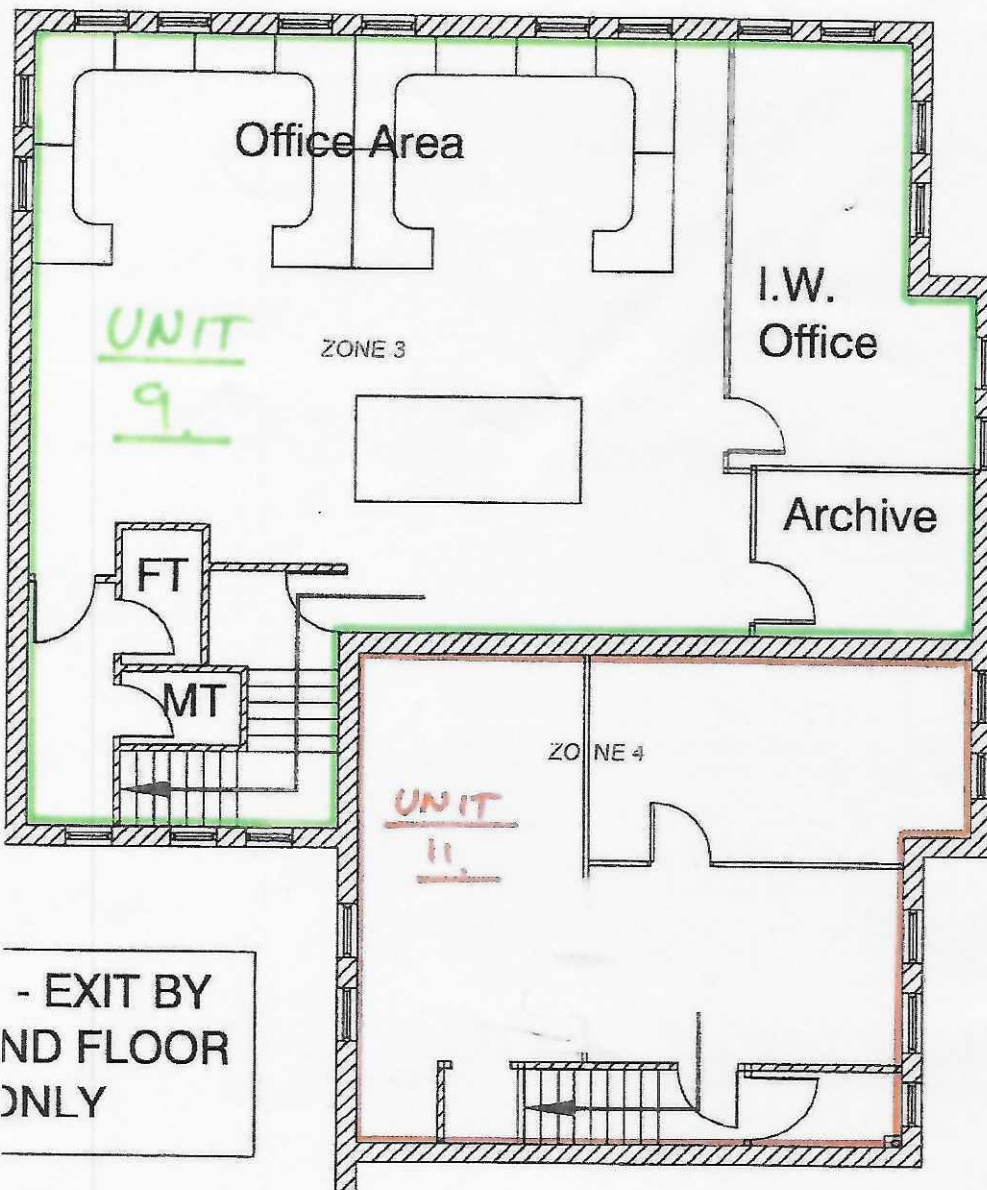 Office Area
I.W.
Office
UNIT
9.
ZONE 3
Archive
FT
MT
ZONE 4
UNIT
11.
- EXIT BY
ND FLOOR
ONLY